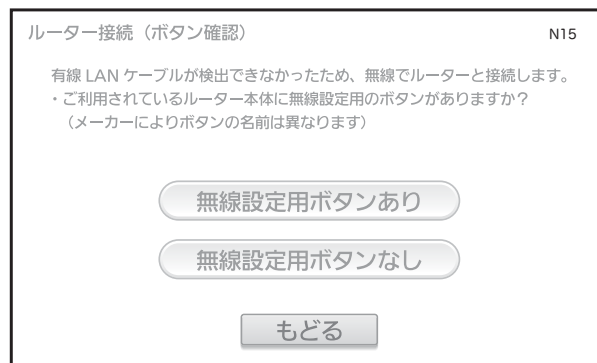 ルーター接続（ボタン確認）
N15
有線 LAN ケーブルが検出できなかったため、無線でルーターと接続します。
・ご利用されているルーター本体に無線設定用のボタンがありますか？
（メーカーによりボタンの名前は異なります）
無線設定用ボタンあり
無線設定用ボタンなし
もどる